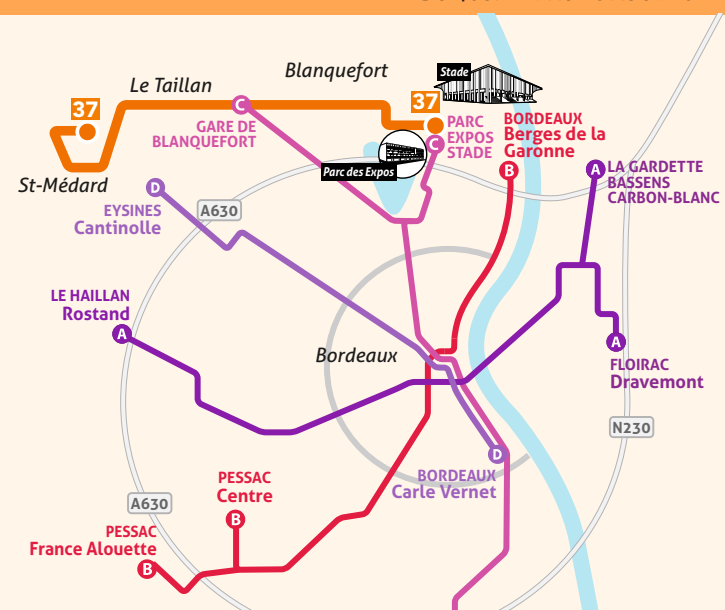 Stade
Blanquefort
Le Taillan
37
37
C
GARE DE
BLANQUEFORT
PARC
EXPOS
STADE
C
BORDEAUX
Berges de la
Garonne
B
Parc des Expos
A
LA GARDETTE
BASSENS
CARBON-BLANC
St-Médard
D
EYSINES
Cantinolle
A630
LE HAILLAN
Rostand
A
Bordeaux
A
FLOIRAC
Dravemont
N230
D
BORDEAUX
Carle Vernet
PESSAC
Centre
B
A630
PESSAC
France Alouette
B